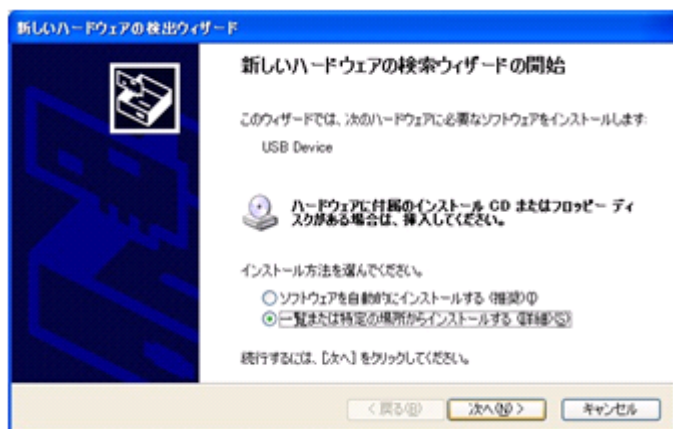 新しいハードウェアの検出ウィザード
新しいハードウェアの検索ウィザードの開始
このウィザードでは、次のハードウェアに必要なソフトウェアをインストールします:
USB Device
ハードウェアに付属のインストール CD またはフロッピー ディ
スクがある場合は、挿入してください。
インストール方法を選んでください。
ソフトウェアを自動的にインストールする (推奨)(I)
一覧または特定の場所からインストールする (詳細)(S)
続行するには、[次へ] をクリックしてください。
< 戻る(B)
次へ(N) >
キャンセル